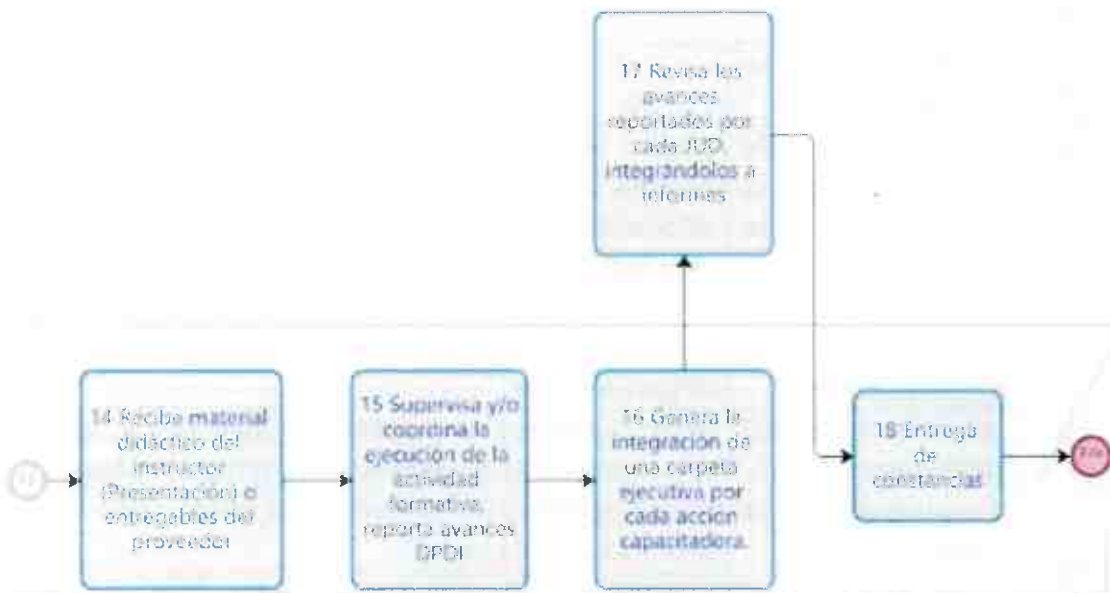 17 Revisa los
avances
reportados por
cada JUD,
integrándolos a
informes
14 Recibe material
didáctico del
instructor
(Presentación) o
entregables del
proveedor
15 Supervisa y/o
coordina la
ejecución de la
actividad
formativa,
reporta avances
DPDI
16 Genera la
integración de
una carpeta
ejecutiva por
cada acción
capacitadora.
18 Entrega
de
constancias